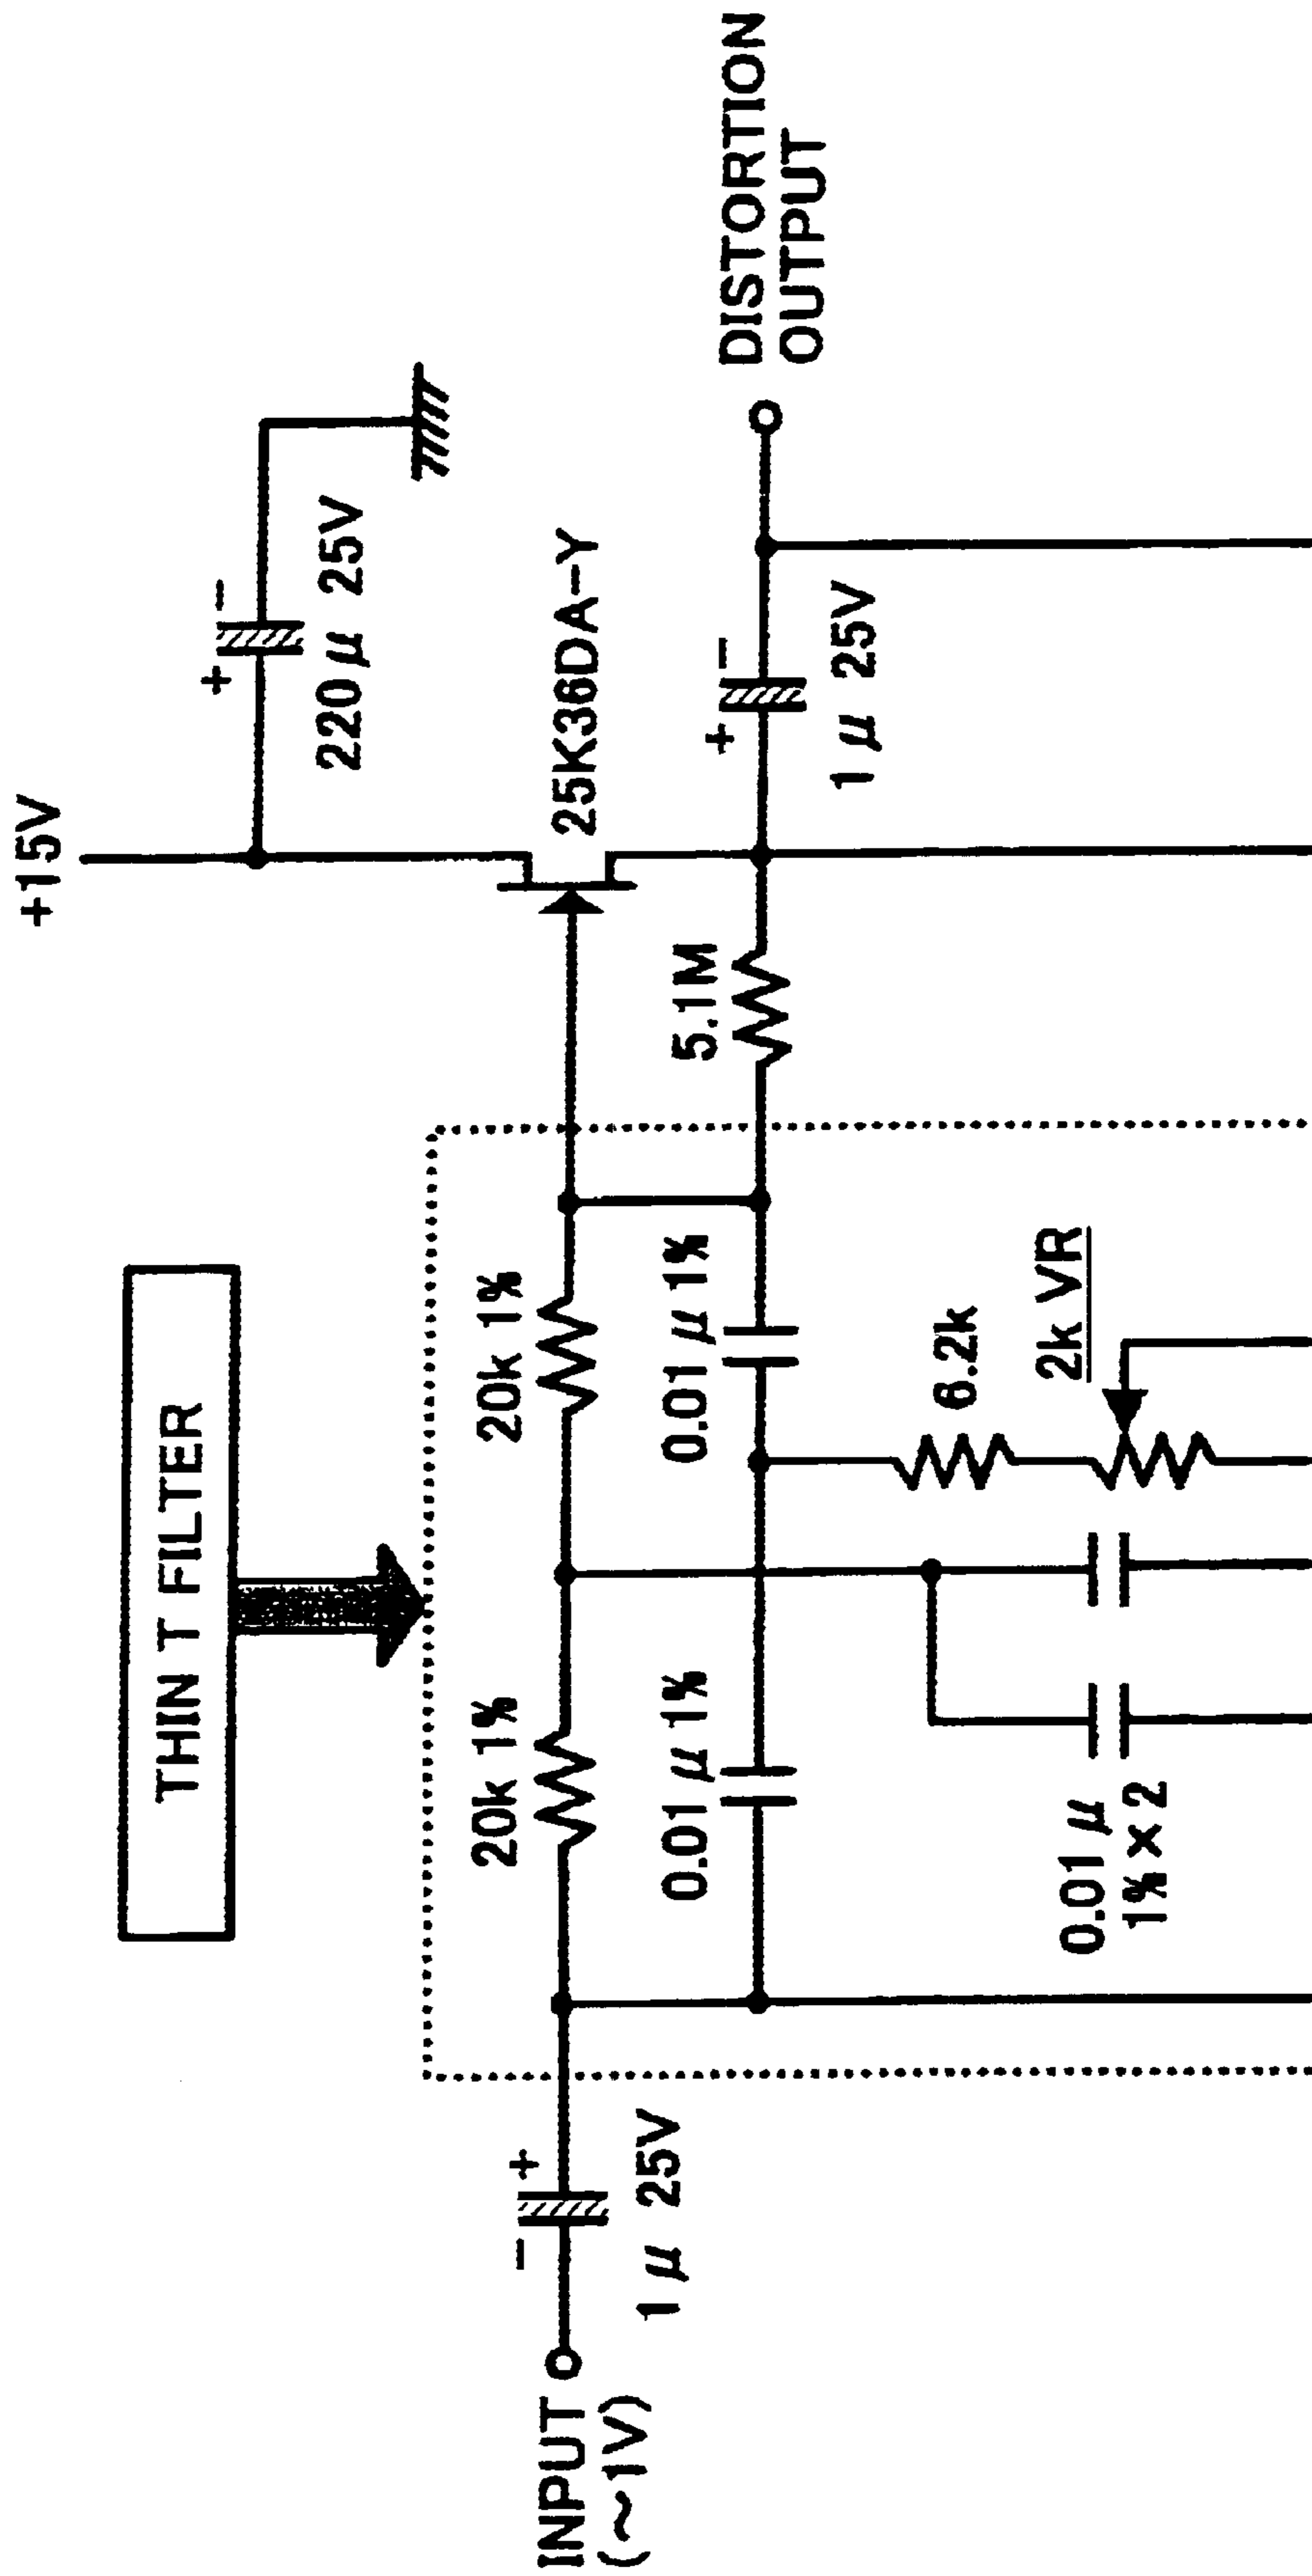 THIN T FILTER
+15V
+ −
220μ 25V
25K36DA-Y
INPUT
(~1V)
− +
1μ 25V
20k 1%
20k 1%
0.01μ 1%
0.01μ 1%
5.1M
+ −
1μ 25V
DISTORTION
OUTPUT
0.01μ
1% × 2
6.2k
2k VR